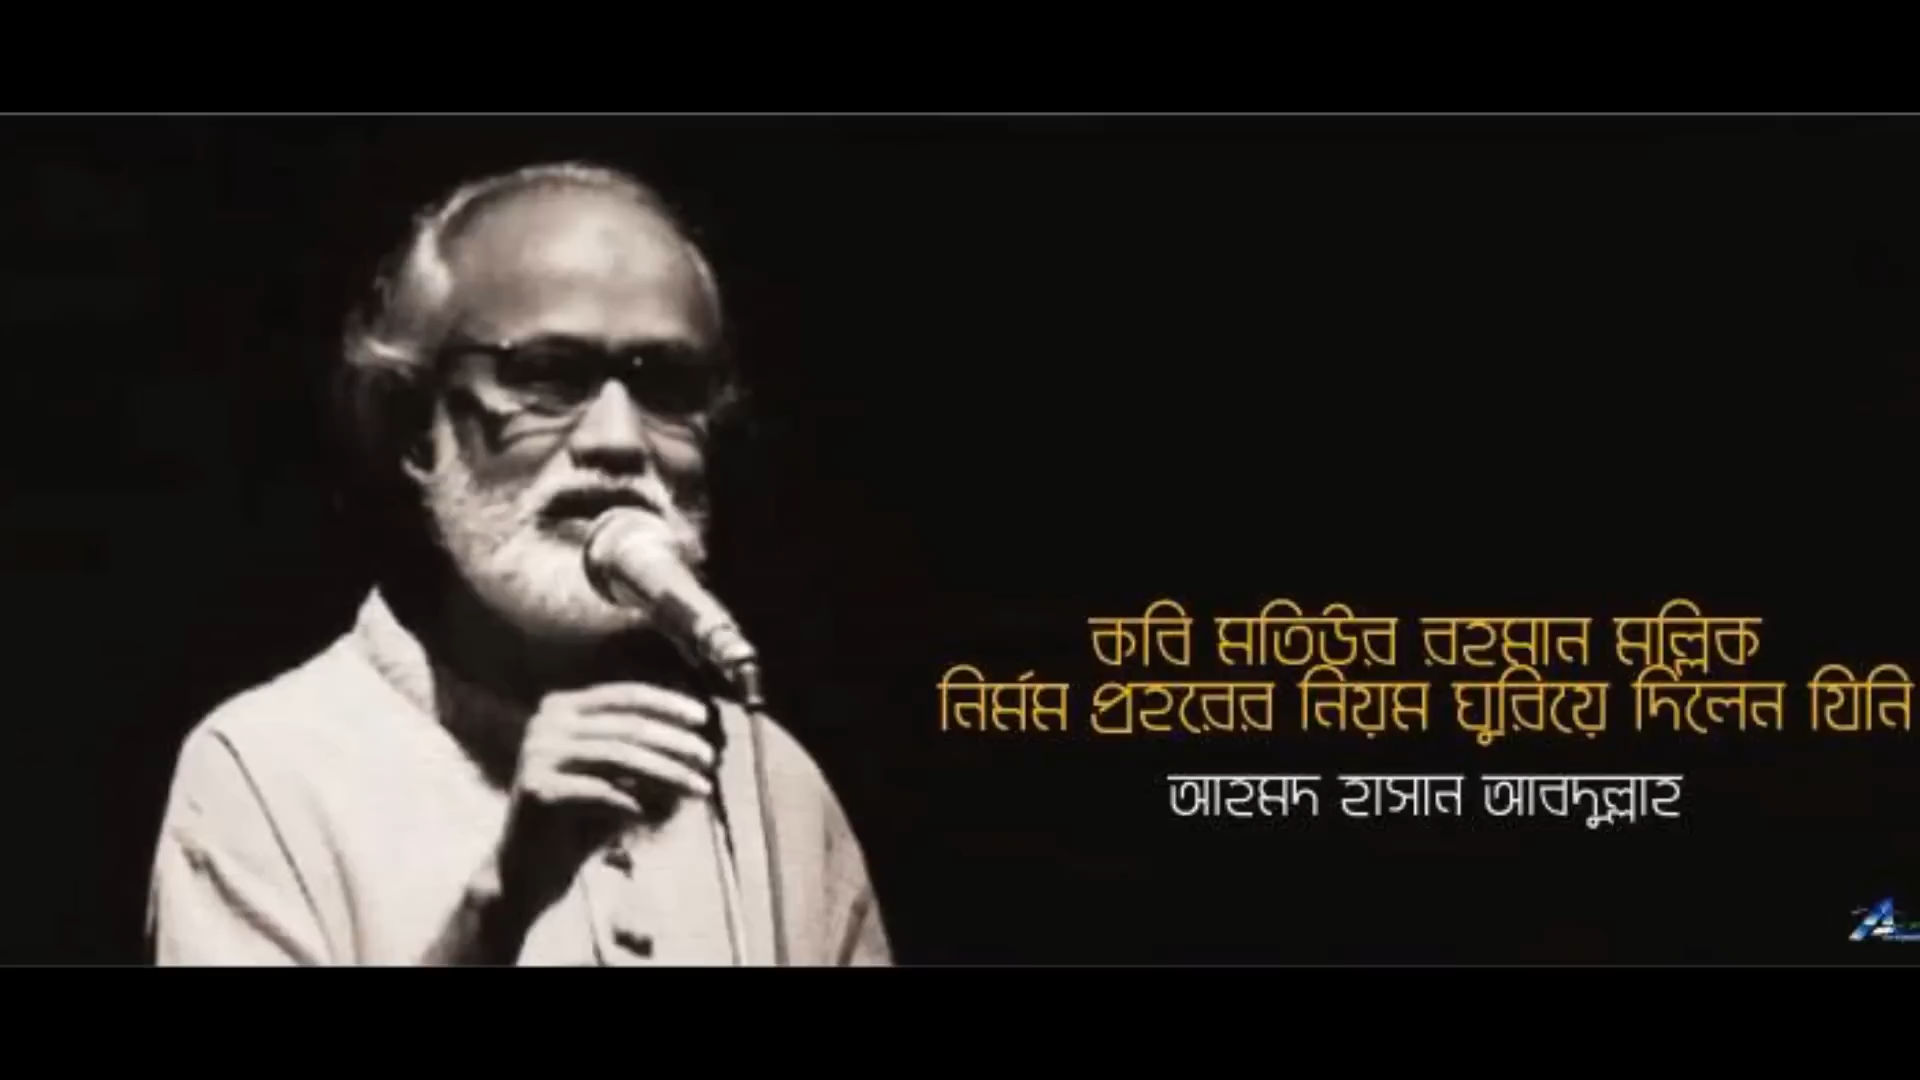 কবি মতিউর রহমান মল্লিক
নির্মম প্রহরের নিয়ম ঘুরিয়ে দিলেন যিনি
আহমদ হাসান আবদুল্লাহ